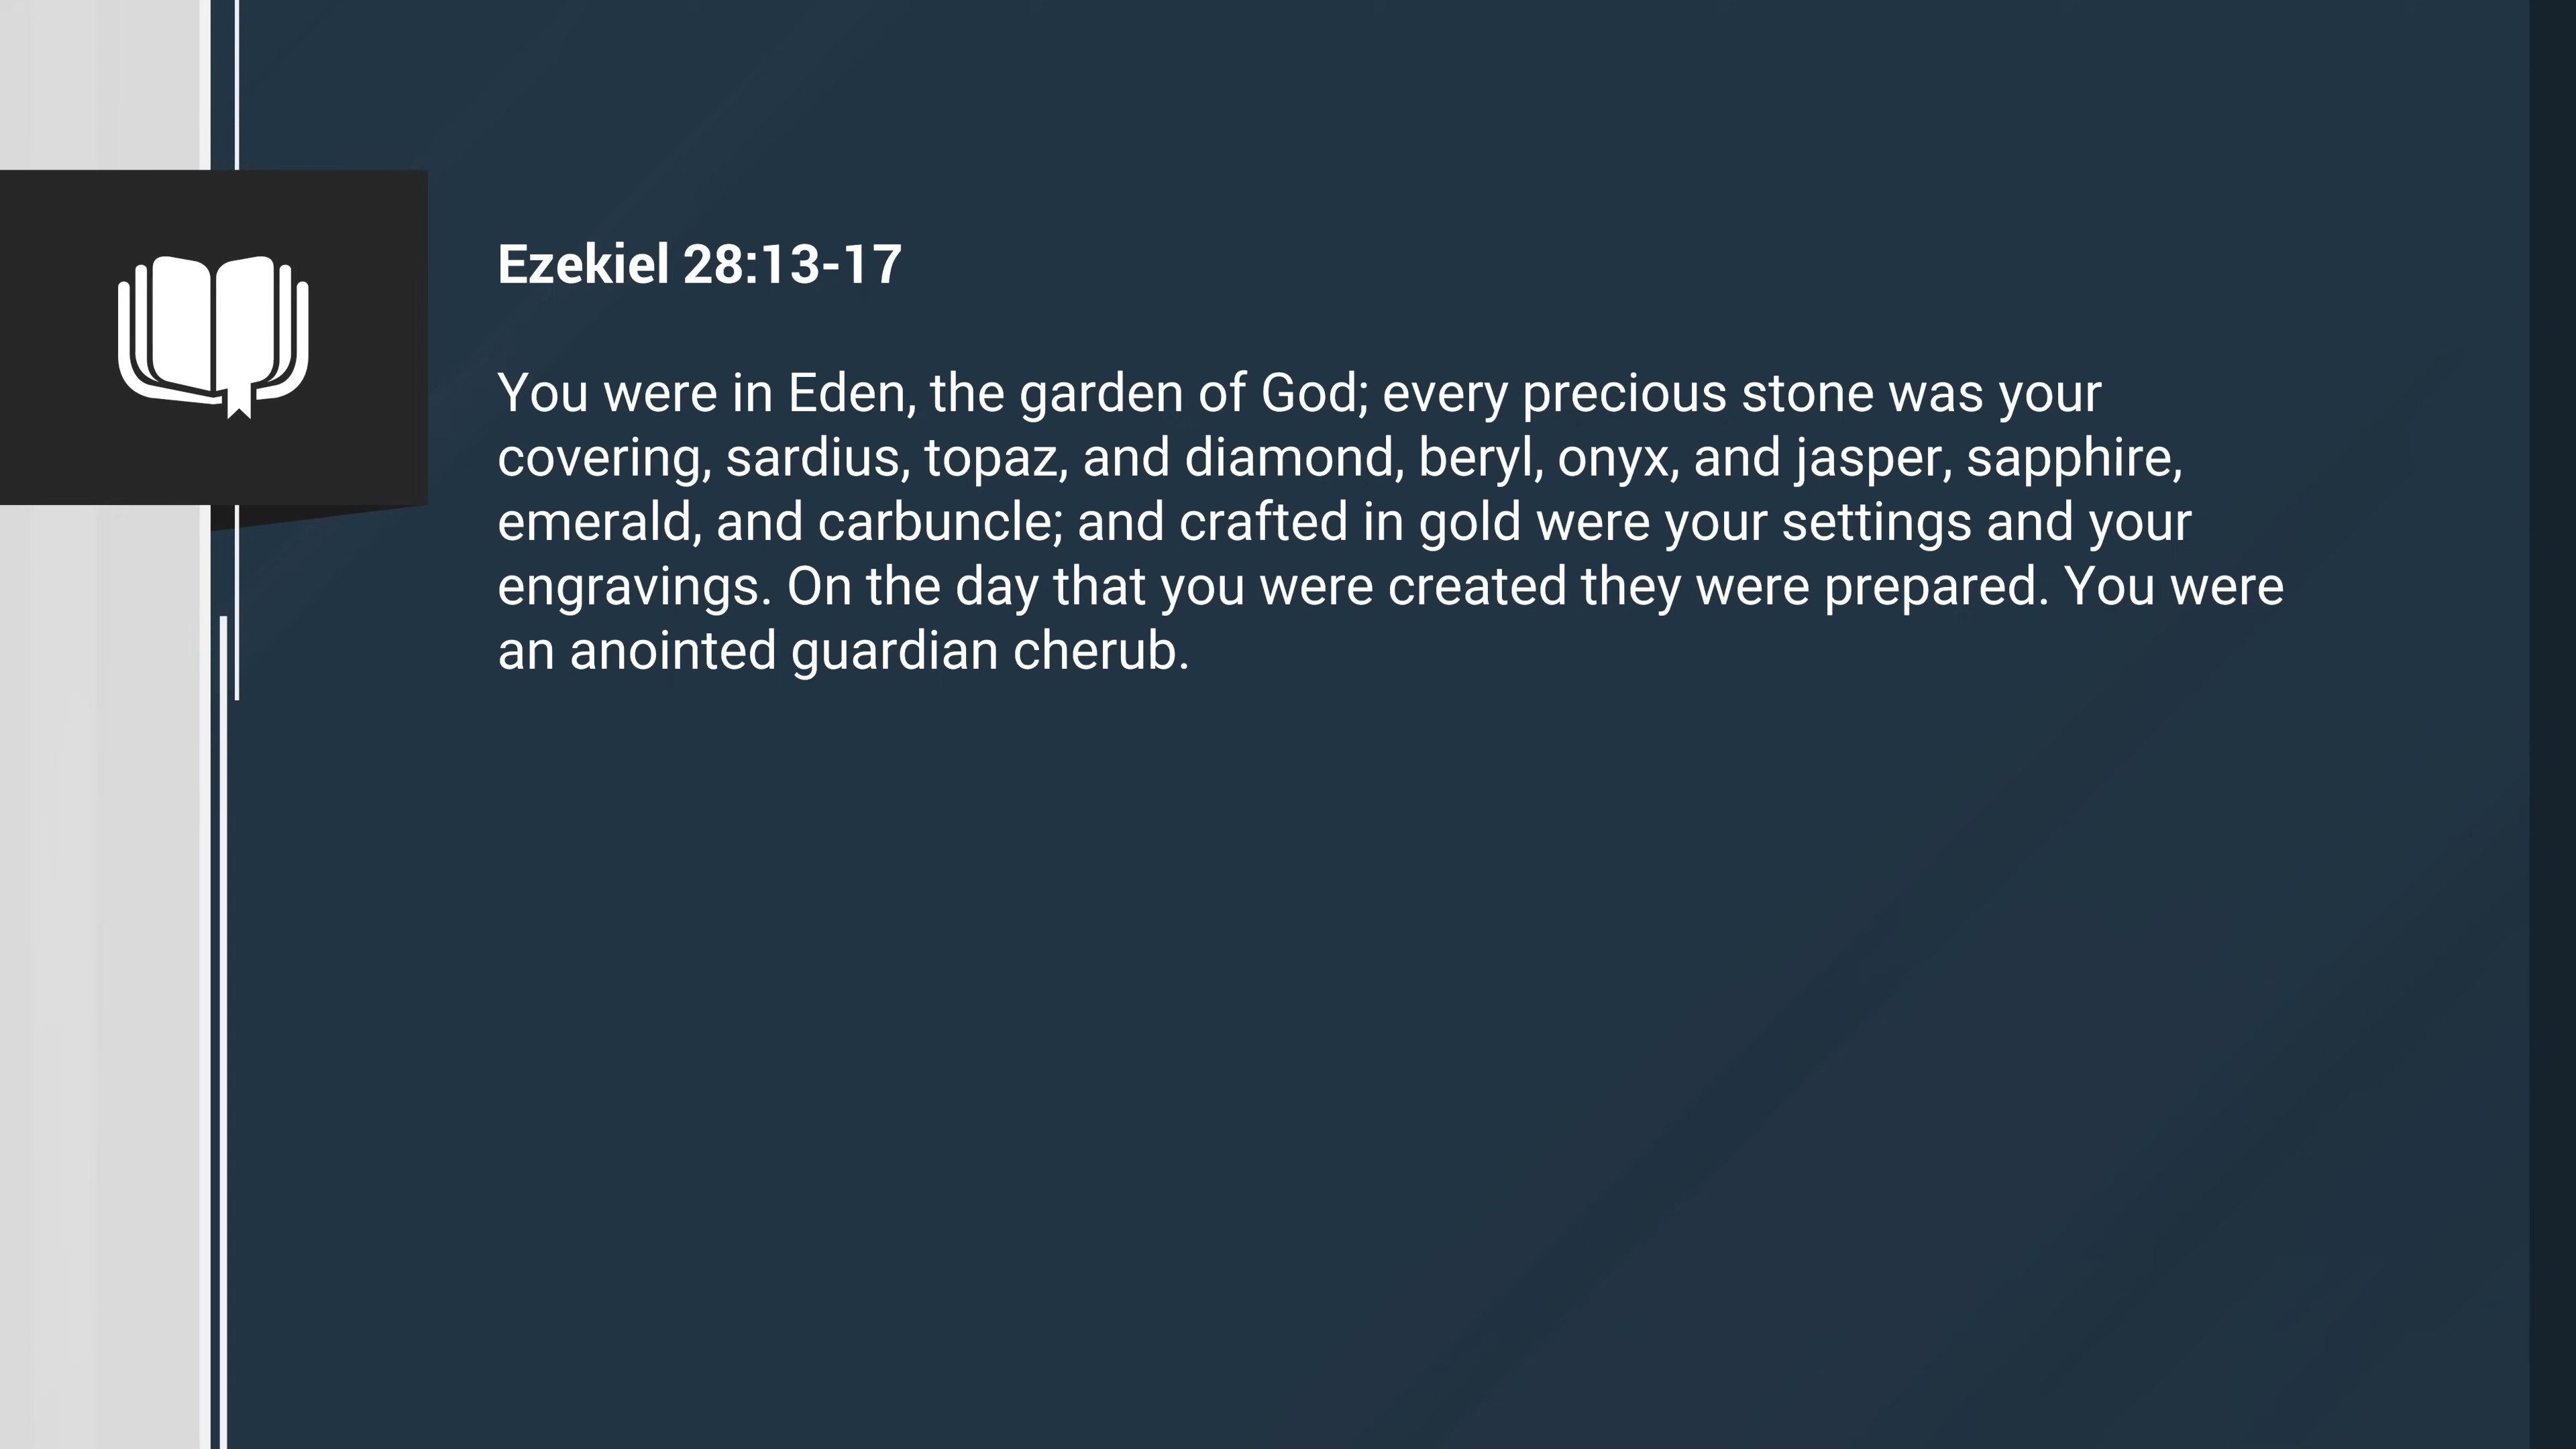 Ezekiel 28:13-17
You were in Eden, the garden of God; every precious stone was your
covering, sardius, topaz, and diamond, beryl, onyx, and jasper, sapphire,
emerald, and carbuncle; and crafted in gold were your settings and your
engravings. On the day that you were created they were prepared. You were
an anointed guardian cherub.